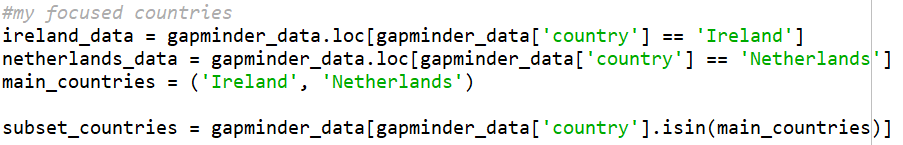 #my focused countries
ireland_data = gapminder_data.loc[gapminder_data['country'] == 'Ireland']
netherlands_data = gapminder_data.loc[gapminder_data['country'] == 'Netherlands']
main_countries = ('Ireland', 'Netherlands')
subset_countries = gapminder_data[gapminder_data['country'].isin(main_countries)]